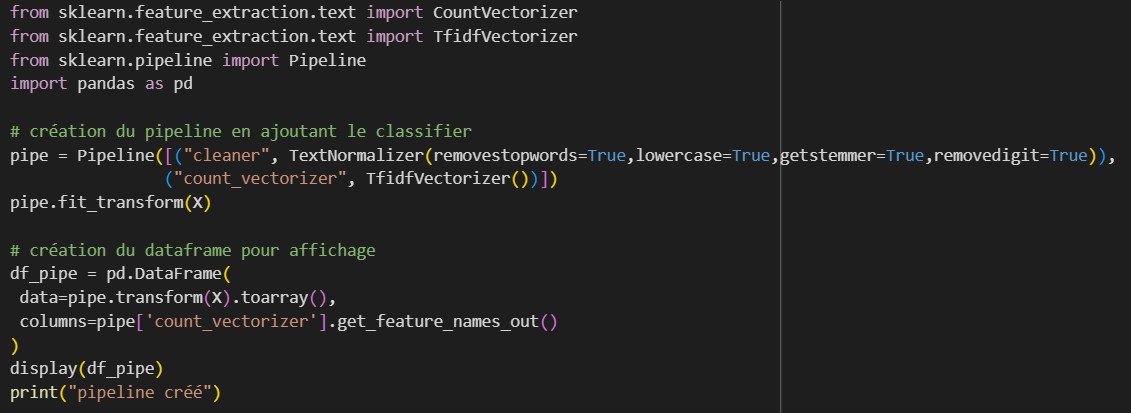 from sklearn.feature_extraction.text import CountVectorizer
from sklearn.feature_extraction.text import TfidfVectorizer
from sklearn.pipeline import Pipeline
import pandas as pd
# création du pipeline en ajoutant le classifier
pipe = Pipeline([("cleaner", TextNormalizer(removestopwords=True,lowercase=True,getstemmer=True,removedigit=True)),
("count_vectorizer", TfidfVectorizer())])
pipe.fit_transform(X)
# création du dataframe pour affichage
df_pipe = pd.DataFrame(
data=pipe.transform(X).toarray(),
columns=pipe['count_vectorizer'].get_feature_names_out()
)
display(df_pipe)
print("pipeline créé")